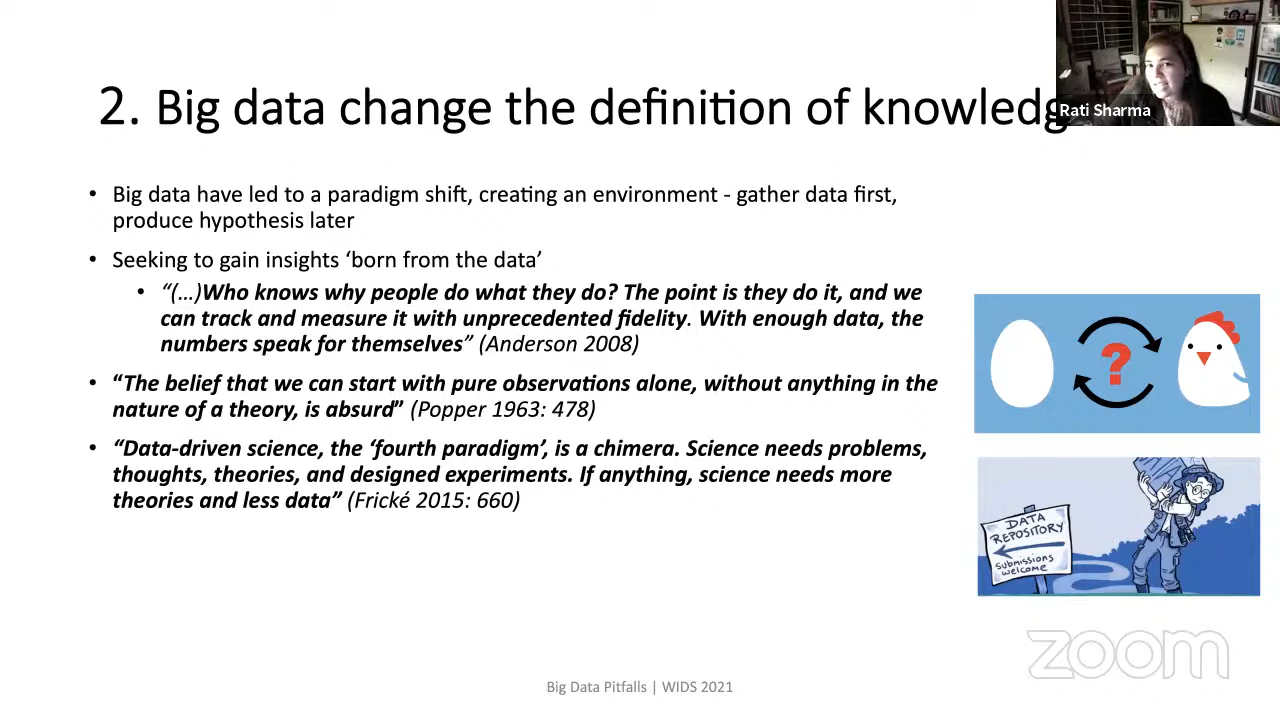 2. Big data change the definition of knowledg
Rati Sharma
• Big data have led to a paradigm shift, creating an environment - gather data first,
produce hypothesis later
• Seeking to gain insights ‘born from the data’
• “(…)Who knows why people do what they do? The point is they do it, and we
can track and measure it with unprecedented fidelity. With enough data, the
numbers speak for themselves” (Anderson 2008)
• “The belief that we can start with pure observations alone, without anything in the
nature of a theory, is absurd” (Popper 1963: 478)
• “Data-driven science, the ‘fourth paradigm’, is a chimera. Science needs problems,
thoughts, theories, and designed experiments. If anything, science needs more
theories and less data” (Frické 2015: 660)
?
DATA
REPOSITORY
submissions
welcome
zoom
Big Data Pitfalls | WIDS 2021